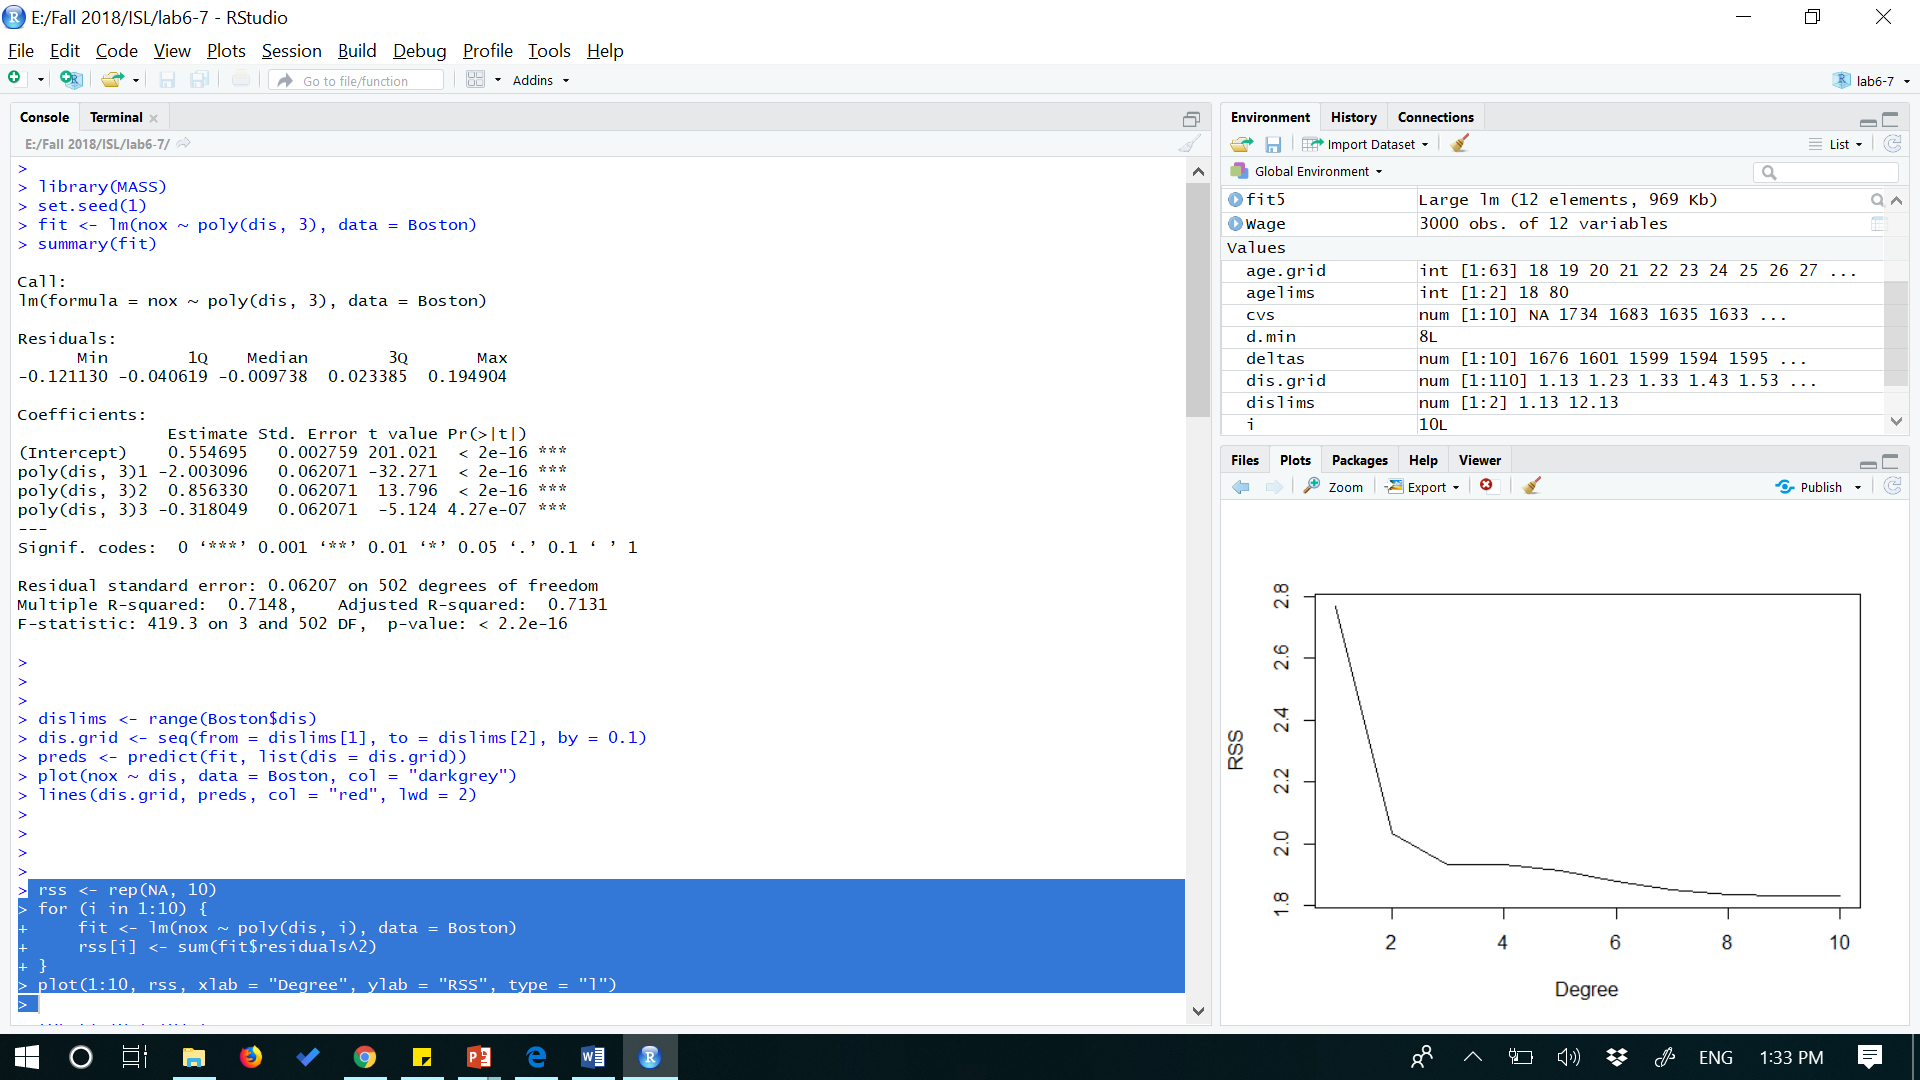 E:/Fall 2018/ISL/lab6-7 - RStudio
File Edit Code View Plots Session Build Debug Profile Tools Help
Go to file/function Addins lab6-7
Console Terminal
E:/Fall 2018/ISL/lab6-7/
>
> library(MASS)
> set.seed(1)
> fit <- lm(nox ~ poly(dis, 3), data = Boston)
> summary(fit)
Call:
lm(formula = nox ~ poly(dis, 3), data = Boston)
Residuals:
Min 1Q Median 3Q Max
-0.121130 -0.040619 -0.009738 0.023385 0.194904
Coefficients:
Estimate Std. Error t value Pr(>|t|)
(Intercept) 0.554695 0.002759 201.021 < 2e-16 ***
poly(dis, 3)1 -2.003096 0.062071 -32.271 < 2e-16 ***
poly(dis, 3)2 0.856330 0.062071 13.796 < 2e-16 ***
poly(dis, 3)3 -0.318049 0.062071 -5.124 4.27e-07 ***
---
Signif. codes: 0 ‘***’ 0.001 ‘**’ 0.01 ‘*’ 0.05 ‘.’ 0.1 ‘ ’ 1
Residual standard error: 0.06207 on 502 degrees of freedom
Multiple R-squared: 0.7148, Adjusted R-squared: 0.7131
F-statistic: 419.3 on 3 and 502 DF, p-value: < 2.2e-16
>
>
>
> dislims <- range(Boston$dis)
> dis.grid <- seq(from = dislims[1], to = dislims[2], by = 0.1)
> preds <- predict(fit, list(dis = dis.grid))
> plot(nox ~ dis, data = Boston, col = "darkgrey")
> lines(dis.grid, preds, col = "red", lwd = 2)
>
>
>
>
> rss <- rep(NA, 10)
> for (i in 1:10) {
+ fit <- lm(nox ~ poly(dis, i), data = Boston)
+ rss[i] <- sum(fit$residuals^2)
+ }
> plot(1:10, rss, xlab = "Degree", ylab = "RSS", type = "l")
>
Environment History Connections
Import Dataset List
Global Environment
fit5 Large lm (12 elements, 969 Kb)
Wage 3000 obs. of 12 variables
Values
age.grid int [1:63] 18 19 20 21 22 23 24 25 26 27 ...
agelims int [1:2] 18 80
cvs num [1:10] NA 1734 1683 1635 1633 ...
d.min 8L
deltas num [1:10] 1676 1601 1599 1594 1595 ...
dis.grid num [1:110] 1.13 1.23 1.33 1.43 1.53 ...
dislims num [1:2] 1.13 12.13
i 10L
Files Plots Packages Help Viewer
Zoom Export Publish
2.8
2.6
2.4
2.2
2.0
1.8
RSS
2 4 6 8 10
Degree
ENG 1:33 PM